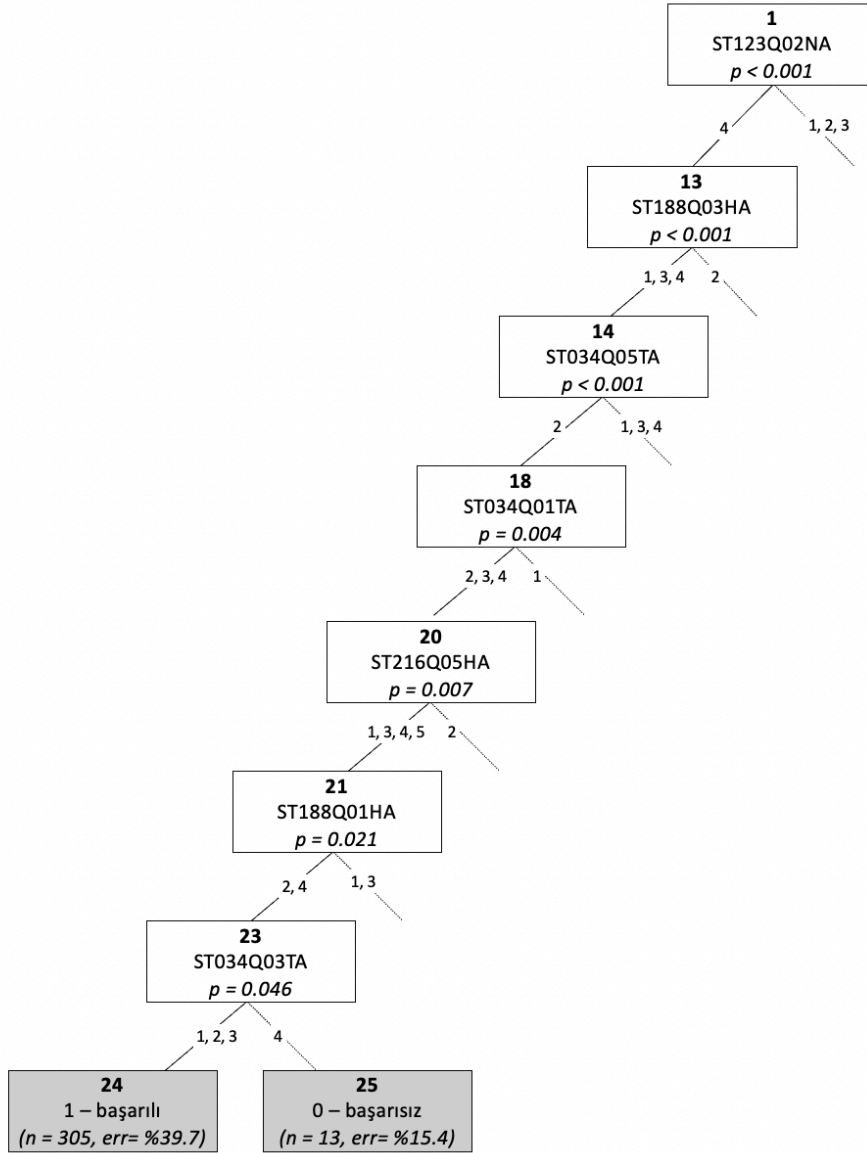 1
ST123Q02NA
p < 0.001
4
1, 2, 3
13
ST188Q03HA
p < 0.001
1, 3, 4
2
14
ST034Q05TA
p < 0.001
2
1, 3, 4
18
ST034Q01TA
p = 0.004
2, 3, 4
1
20
ST216Q05HA
p = 0.007
1, 3, 4, 5
2
21
ST188Q01HA
p = 0.021
2, 4
1, 3
23
ST034Q03TA
p = 0.046
1, 2, 3
4
24
1 – başarılı
(n = 305, err= %39.7)
25
0 – başarısız
(n = 13, err= %15.4)